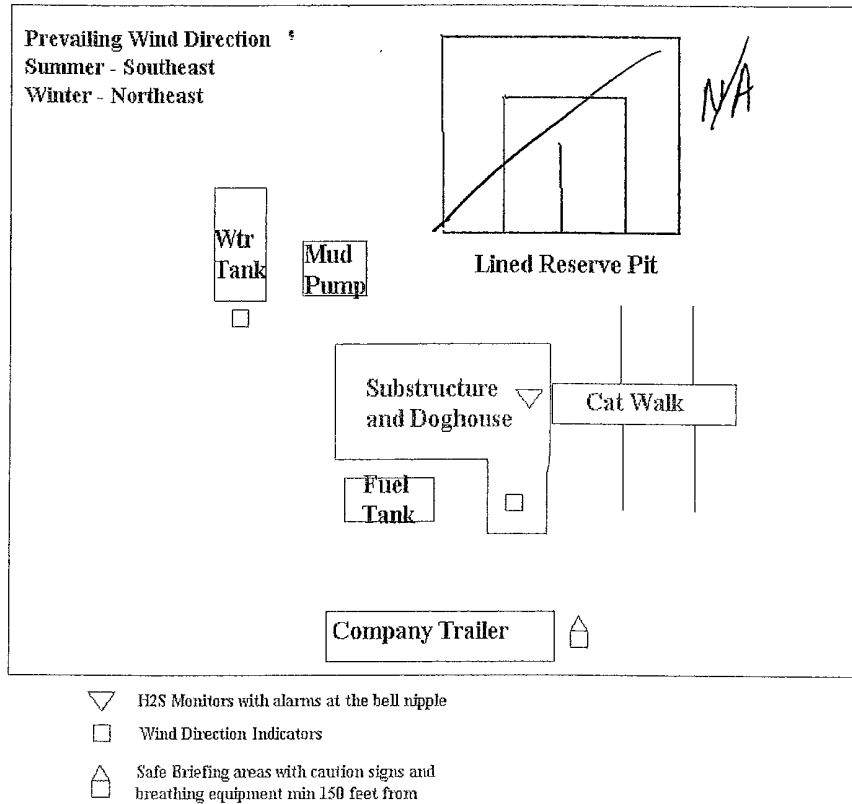 Prevailing Wind Direction
Summer - Southeast
Winter - Northeast
N/A
Lined Reserve Pit
Wtr
Tank
Mud
Pump
Substructure
and Doghouse
Cat Walk
Fuel
Tank
Company Trailer
H2S Monitors with alarms at the bell nipple
Wind Direction Indicators
Safe Briefing areas with caution signs and
breathing equipment min 150 feet from